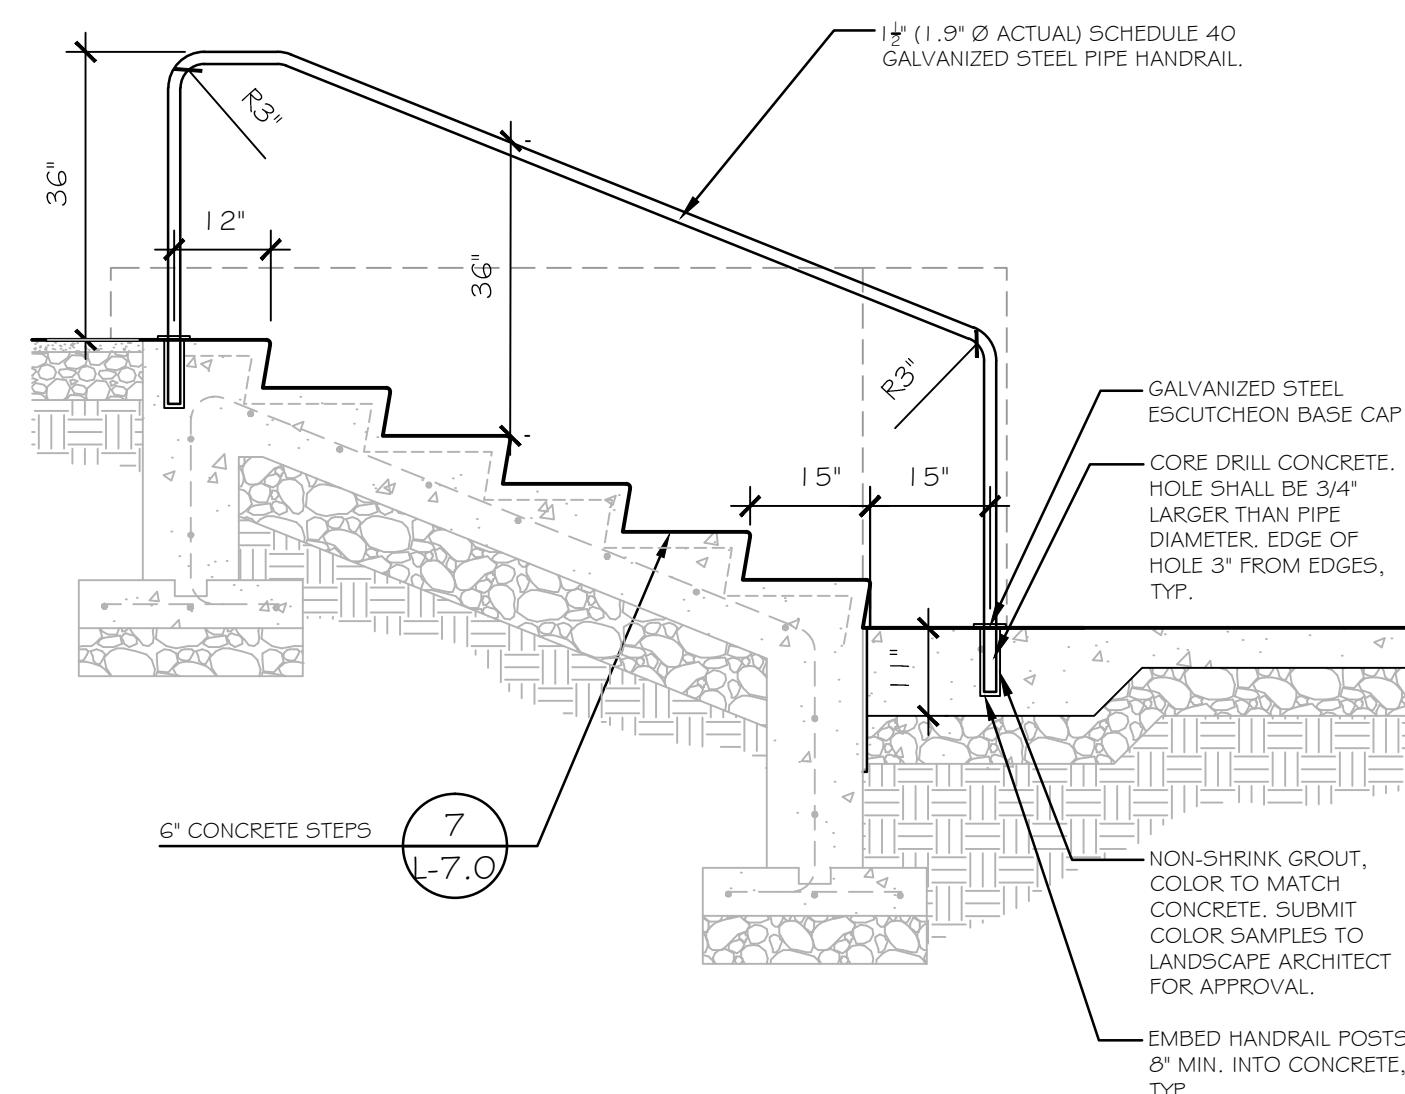 1½" (1.9" Ø ACTUAL) SCHEDULE 40
GALVANIZED STEEL PIPE HANDRAIL.
R3"
36"
12"
36"
R3"
GALVANIZED STEEL
ESCUTCHEON BASE CAP
CORE DRILL CONCRETE.
HOLE SHALL BE 3/4"
LARGER THAN PIPE
DIAMETER. EDGE OF
HOLE 3" FROM EDGES,
TYP.
15"
15"
11"
6" CONCRETE STEPS
7
L-7.0
NON-SHRINK GROUT,
COLOR TO MATCH
CONCRETE. SUBMIT
COLOR SAMPLES TO
LANDSCAPE ARCHITECT
FOR APPROVAL.
EMBED HANDRAIL POSTS
8" MIN. INTO CONCRETE,
TYP